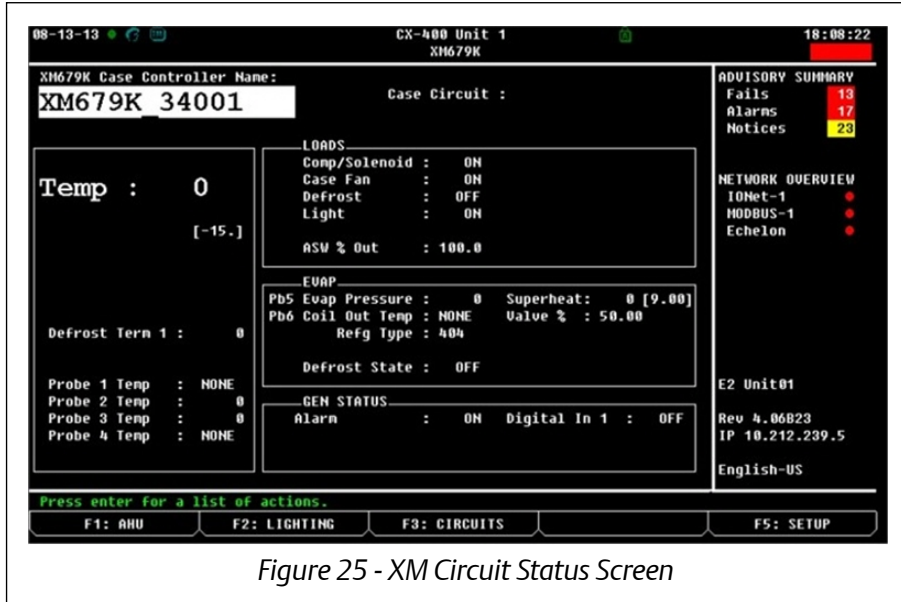 08-13-13 CX-400 Unit 1 18:08:22
XM679K
XM679K Case Controller Name:
XM679K_34001
Case Circuit :
Temp : 0
[-15.]
Defrost Term 1 : 0
Probe 1 Temp : NONE
Probe 2 Temp : 0
Probe 3 Temp : 0
Probe 4 Temp : NONE
LOADS
Comp/Solenoid : ON
Case Fan : ON
Defrost : OFF
Light : ON
ASW % Out : 100.0
EVAP
Pb5 Evap Pressure : 0 Superheat: 0 [9.00]
Pb6 Coil Out Temp : NONE Valve % : 50.00
Refg Type : 404
Defrost State : OFF
GEN STATUS
Alarm : ON Digital In 1 : OFF
ADVISORY SUMMARY
Fails 13
Alarms 17
Notices 23
NETWORK OVERVIEW
IONet-1
MODBUS-1
Echelon
E2 Unit01
Rev 4.06B23
IP 10.212.239.5
English-US
Press enter for a list of actions.
F1: AHU F2: LIGHTING F3: CIRCUITS F5: SETUP
Figure 25 - XM Circuit Status Screen